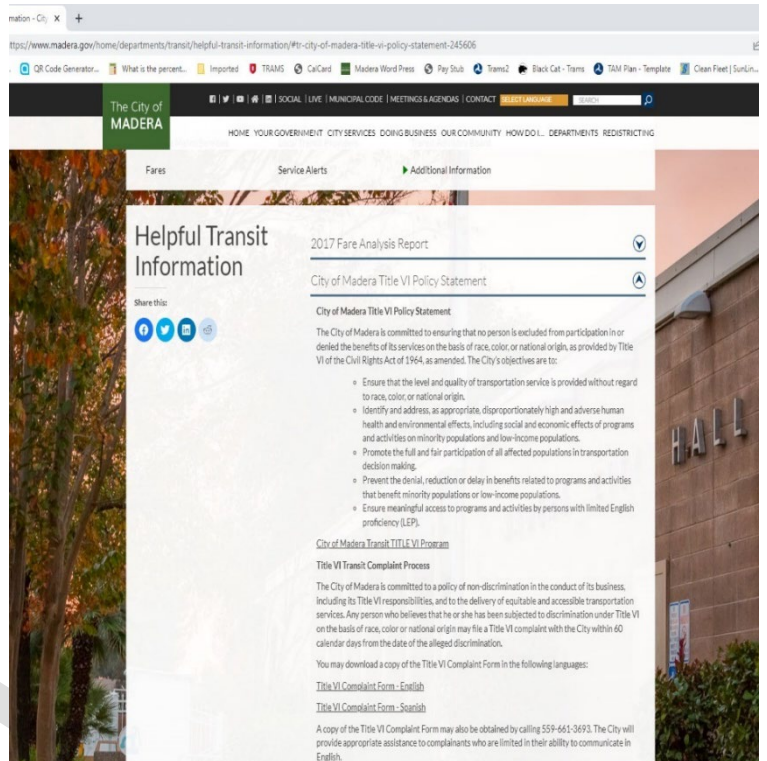 mation - City X +
https://www.madera.gov/home/departments/transit/helpful-transit-information/#tr-city-of-madera-title-vi-policy-statement-245606
QR Code Generator... What is the percent... Imported TRAMS CalCard Madera Word Press Pay Stub Trams2 Black Cat - Trams TAM Plan - Template Clean Fleet | SunLin...
The City of
MADERA
SOCIAL | LIVE | MUNICIPAL CODE | MEETINGS & AGENDAS | CONTACT SELECT LANGUAGE SEARCH
HOME YOUR GOVERNMENT CITY SERVICES DOING BUSINESS OUR COMMUNITY HOW DO I... DEPARTMENTS REDISTRICTING
Fares Service Alerts Additional Information
Helpful Transit
Information
Share this:
2017 Fare Analysis Report
City of Madera Title VI Policy Statement
City of Madera Title VI Policy Statement
The City of Madera is committed to ensuring that no person is excluded from participation in or
denied the benefits of its services on the basis of race, color, or national origin, as provided by Title
VI of the Civil Rights Act of 1964, as amended. The City's objectives are to:
Ensure that the level and quality of transportation service is provided without regard
to race, color, or national origin.
Identify and address, as appropriate, disproportionately high and adverse human
health and environmental effects, including social and economic effects of programs
and activities on minority populations and low-income populations.
Promote the full and fair participation of all affected populations in transportation
decision making.
Prevent the denial, reduction or delay in benefits related to programs and activities
that benefit minority populations or low-income populations.
Ensure meaningful access to programs and activities by persons with limited English
proficiency (LEP).
City of Madera Transit TITLE VI Program
Title VI Transit Complaint Process
The City of Madera is committed to a policy of non-discrimination in the conduct of its business,
including its Title VI responsibilities, and to the delivery of equitable and accessible transportation
services. Any person who believes that he or she has been subjected to discrimination under Title VI
on the basis of race, color or national origin may file a Title VI complaint with the City within 60
calendar days from the date of the alleged discrimination.
You may download a copy of the Title VI Complaint Form in the following languages:
Title VI Complaint Form - English
Title VI Complaint Form - Spanish
A copy of the Title VI Complaint Form may also be obtained by calling 559-661-3693. The City will
provide appropriate assistance to complainants who are limited in their ability to communicate in
English.
HALL